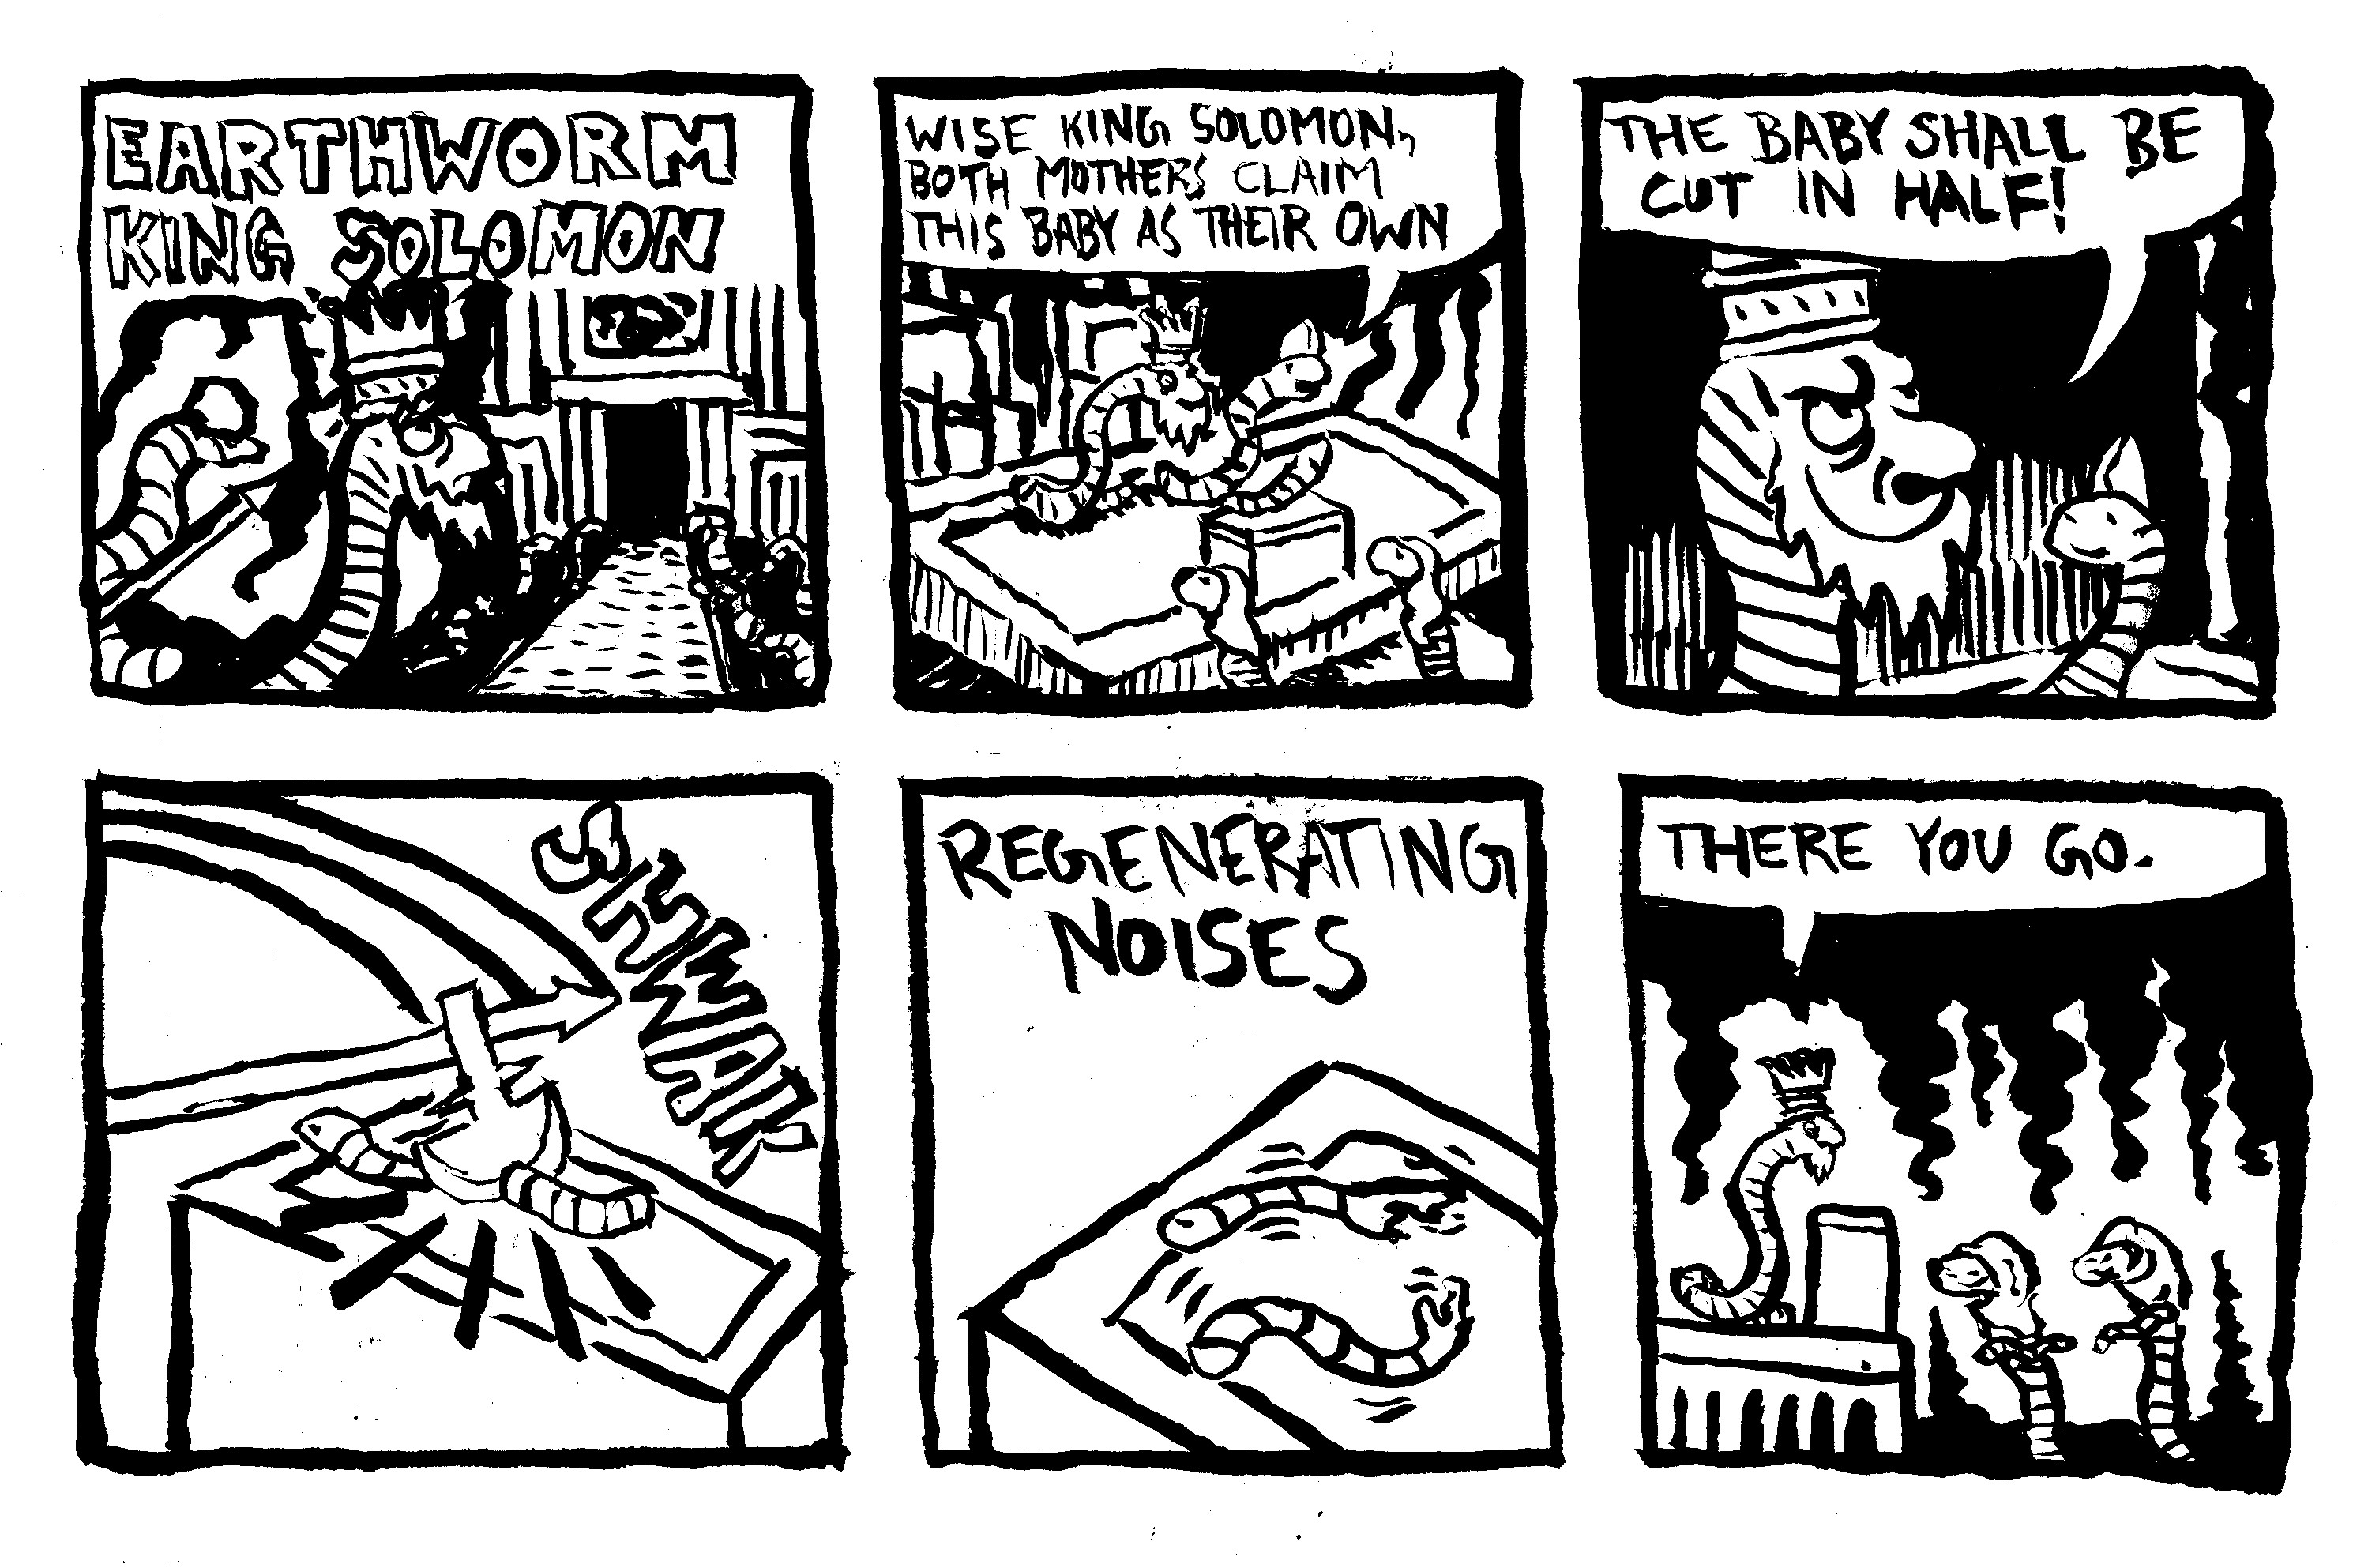 EARTHWORM
KING SOLOMON
WISE KING SOLOMON,
BOTH MOTHERS CLAIM
THIS BABY AS THEIR OWN
THE BABY SHALL BE
CUT IN HALF!
SHWAK
REGENERATING
NOISES
THERE YOU GO.